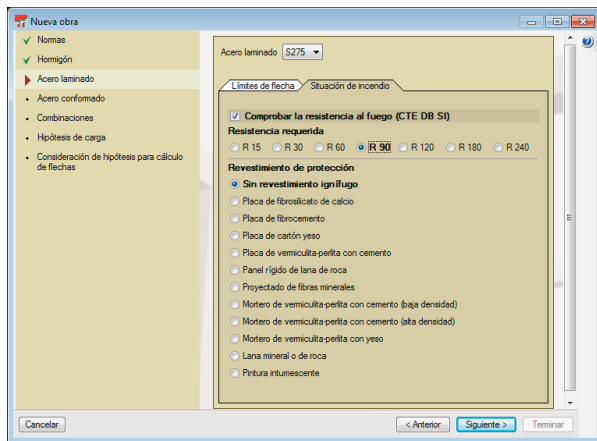 Nueva obra
Normas
Hormigón
Acero laminado
Acero conformado
Combinaciones
Hipótesis de carga
Consideración de hipótesis para cálculo
de flechas
Acero laminado S275
Límites de flecha Situación de incendio
Comprobar la resistencia al fuego (CTE DB SI)
Resistencia requerida
R 15 R 30 R 60 R 90 R 120 R 180 R 240
Revestimiento de protección
Sin revestimiento ignífugo
Placa de fibrosilicato de calcio
Placa de fibrocemento
Placa de cartón yeso
Placa de vermiculita-perlita con cemento
Panel rígido de lana de roca
Proyectado de fibras minerales
Mortero de vermiculita-perlita con cemento (baja densidad)
Mortero de vermiculita-perlita con cemento (alta densidad)
Mortero de vermiculita-perlita con yeso
Lana mineral o de roca
Pintura intumescente
Cancelar < Anterior Siguiente > Terminar